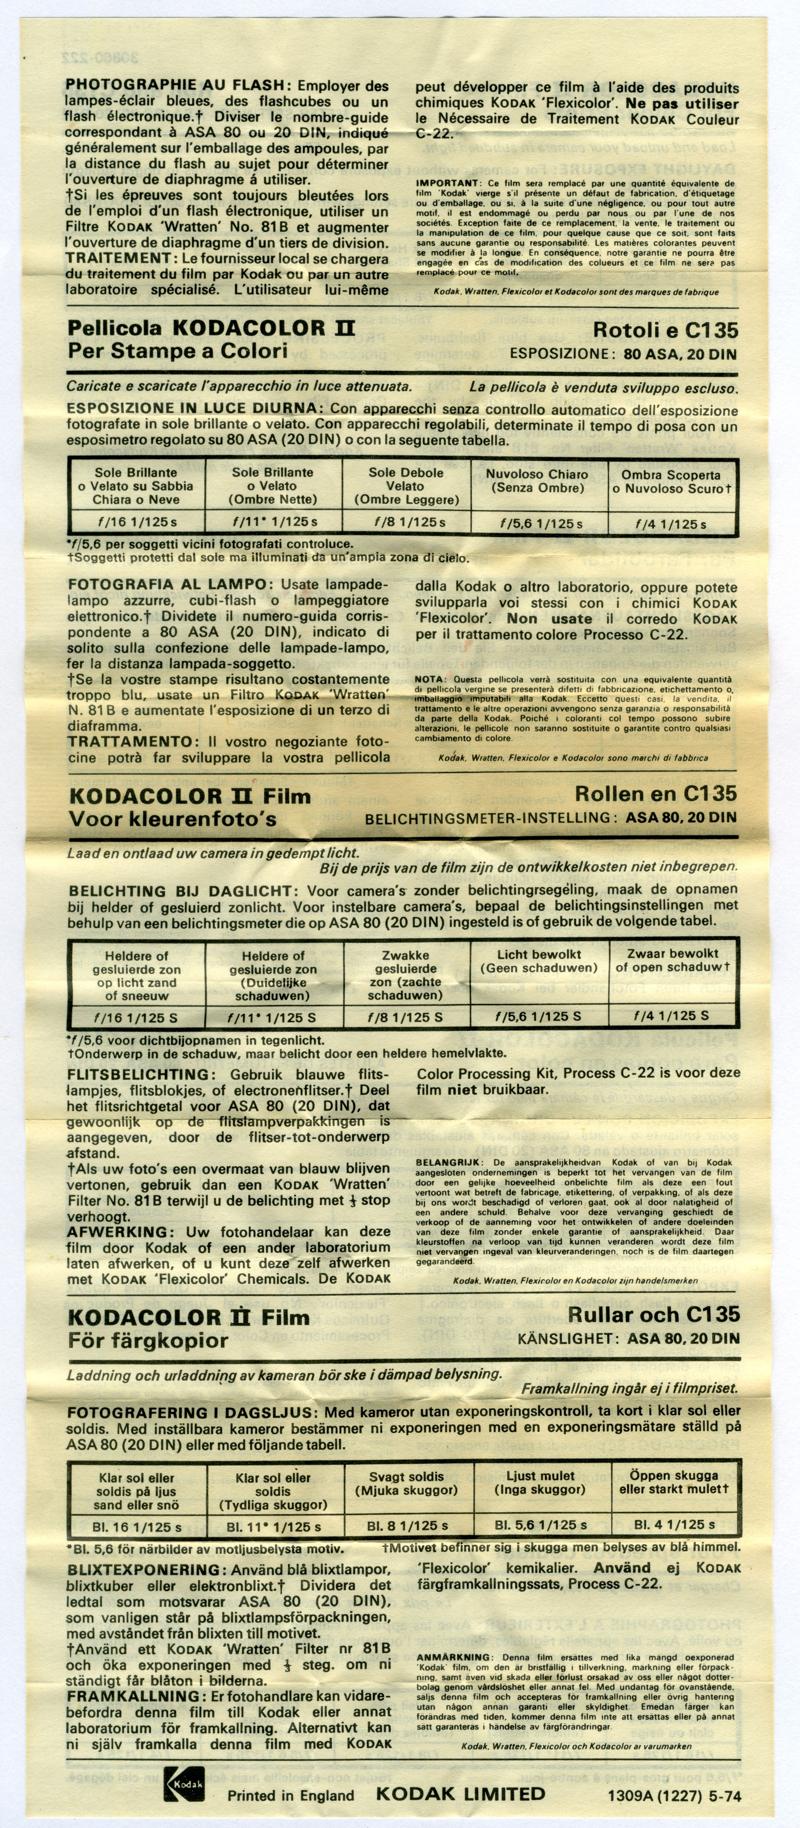 PHOTOGRAPHIE AU FLASH: Employer des
lampes-éclair bleues, des flashcubes ou un
flash électronique.† Diviser le nombre-guide
correspondant à ASA 80 ou 20 DIN, indiqué
généralement sur l'emballage des ampoules, par
la distance du flash au sujet pour déterminer
l'ouverture de diaphragme á utiliser.
†Si les épreuves sont toujours bleutées lors
de l'emploi d'un flash électronique, utiliser un
Filtre KODAK 'Wratten' No. 81B et augmenter
l'ouverture de diaphragme d'un tiers de division.
TRAITEMENT: Le fournisseur local se chargera
du traitement du film par Kodak ou par un autre
laboratoire spécialisé. L'utilisateur lui-même
peut développer ce film à l'aide des produits
chimiques KODAK 'Flexicolor'. Ne pas utiliser
le Nécessaire de Traitement KODAK Couleur
C-22.
IMPORTANT: Ce film sera remplacé par une quantité équivalente de
film 'Kodak' vierge s'il présente un défaut de fabrication, d'étiquetage
ou d'emballage, ou si, à la suite d'une négligence, ou pour tout autre
motif, il est endommagé ou perdu par nous ou par l'une de nos
sociétés. Exception faite de ce remplacement, la vente, le traitement ou
la manipulation de ce film, pour quelque cause que ce soit, sont faits
sans aucune garantie ou responsabilité. Les matières colorantes peuvent
se modifier à la longue. En conséquence, notre garantie ne pourra être
engagée en cas de modification des colueurs et ce film ne sera pas
remplacé pour ce motif.
Kodak, Wratten, Flexicolor et Kodacolor sont des marques de fabrique
Pellicola KODACOLOR II
Per Stampe a Colori
Rotoli e C135
ESPOSIZIONE: 80 ASA, 20 DIN
Caricate e scaricate l'apparecchio in luce attenuata. La pellicola è venduta sviluppo escluso.
ESPOSIZIONE IN LUCE DIURNA: Con apparecchi senza controllo automatico dell'esposizione
fotografate in sole brillante o velato. Con apparecchi regolabili, determinate il tempo di posa con un
esposimetro regolato su 80 ASA (20 DIN) o con la seguente tabella.
Sole Brillante
o Velato su Sabbia
Chiara o Neve
Sole Brillante
o Velato
(Ombre Nette)
Sole Debole
Velato
(Ombre Leggere)
Nuvoloso Chiaro
(Senza Ombre)
Ombra Scoperta
o Nuvoloso Scuro†
f/16 1/125 s f/11* 1/125 s f/8 1/125 s f/5,6 1/125 s f/4 1/125 s
*f/5,6 per soggetti vicini fotografati controluce.
†Soggetti protetti dal sole ma illuminati da un'ampia zona di cielo.
FOTOGRAFIA AL LAMPO: Usate lampade-
lampo azzurre, cubi-flash o lampeggiatore
elettronico.† Dividete il numero-guida corris-
pondente a 80 ASA (20 DIN), indicato di
solito sulla confezione delle lampade-lampo,
fer la distanza lampada-soggetto.
†Se la vostre stampe risultano costantemente
troppo blu, usate un Filtro KODAK 'Wratten'
N. 81B e aumentate l'esposizione di un terzo di
diaframma.
TRATTAMENTO: Il vostro negoziante foto-
cine potrà far sviluppare la vostra pellicola
dalla Kodak o altro laboratorio, oppure potete
svilupparla voi stessi con i chimici KODAK
'Flexicolor'. Non usate il corredo KODAK
per il trattamento colore Processo C-22.
NOTA: Questa pellicola verrà sostituita con una equivalente quantità
di pellicola vergine se presenterà difetti di fabbricazione, etichettamento o,
imballaggio imputabili alla Kodak. Eccetto questi casi, la vendita, il
trattamento e le altre operazioni avvengono senza garanzia o responsabilità
da parte della Kodak. Poiché i coloranti col tempo possono subire
alterazioni, le pellicole non saranno sostituite o garantite contro qualsiasi
cambiamento di colore.
Kodak, Wratten, Flexicolor e Kodacolor sono marchi di fabbrica
KODACOLOR II Film
Voor kleurenfoto's
Rollen en C135
BELICHTINGSMETER-INSTELLING: ASA 80, 20 DIN
Laad en ontlaad uw camera in gedempt licht.
Bij de prijs van de film zijn de ontwikkelkosten niet inbegrepen.
BELICHTING BIJ DAGLICHT: Voor camera's zonder belichtingrsegéling, maak de opnamen
bij helder of gesluierd zonlicht. Voor instelbare camera's, bepaal de belichtingsinstellingen met
behulp van een belichtingsmeter die op ASA 80 (20 DIN) ingesteld is of gebruik de volgende tabel.
Heldere of
gesluierde zon
op licht zand
of sneeuw
Heldere of
gesluierde zon
(Duidelijke
schaduwen)
Zwakke
gesluierde
zon (zachte
schaduwen)
Licht bewolkt
(Geen schaduwen)
Zwaar bewolkt
of open schaduw†
f/16 1/125 S f/11* 1/125 S f/8 1/125 S f/5,6 1/125 S f/4 1/125 S
*f/5,6 voor dichtbijopnamen in tegenlicht.
†Onderwerp in de schaduw, maar belicht door een heldere hemelvlakte.
FLITSBELICHTING: Gebruik blauwe flits-
lampjes, flitsblokjes, of electronenflitser.† Deel
het flitsrichtgetal voor ASA 80 (20 DIN), dat
gewoonlijk op de flitslampverpakkingen is
aangegeven, door de flitser-tot-onderwerp
afstand.
†Als uw foto's een overmaat van blauw blijven
vertonen, gebruik dan een KODAK 'Wratten'
Filter No. 81B terwijl u de belichting met ⅓ stop
verhoogt.
AFWERKING: Uw fotohandelaar kan deze
film door Kodak of een ander laboratorium
laten afwerken, of u kunt deze zelf afwerken
met KODAK 'Flexicolor' Chemicals. De KODAK
Color Processing Kit, Process C-22 is voor deze
film niet bruikbaar.
BELANGRIJK: De aansprakelijkheidvan Kodak of van bij Kodak
aangesloten ondernemingen is beperkt tot het vervangen van de film
door een gelijke hoeveelheid onbelichte film als deze een fout
vertoont wat betreft de fabricage, etikettering, of verpakking, of als deze
bij ons wordt beschadigd of verloren gaat, ook al door nalatigheid of
een andere schuld. Behalve voor deze vervanging geschiedt de
verkoop of de aanneming voor het ontwikkelen of andere doeleinden
van deze film zonder enkele garantie of aansprakelijkheid. Daar
kleurstoffen na verloop van tijd kunnen veranderen wordt deze film
niet vervangen ingeval van kleurveranderingen, noch is de film daartegen
gegarandeerd.
Kodak, Wratten, Flexicolor en Kodacolor zijn handelsmerken
KODACOLOR II Film
För färgkopior
Rullar och C135
KÄNSLIGHET: ASA 80, 20 DIN
Laddning och urladdning av kameran bör ske i dämpad belysning.
Framkallning ingår ej i filmpriset.
FOTOGRAFERING I DAGSLJUS: Med kameror utan exponeringskontroll, ta kort i klar sol eller
soldis. Med inställbara kameror bestämmer ni exponeringen med en exponeringsmätare ställd på
ASA 80 (20 DIN) eller med följande tabell.
Klar sol eller
soldis på ljus
sand eller snö
Klar sol eller
soldis
(Tydliga skuggor)
Svagt soldis
(Mjuka skuggor)
Ljust mulet
(Inga skuggor)
Öppen skugga
eller starkt mulet†
Bl. 16 1/125 s Bl. 11* 1/125 s Bl. 8 1/125 s Bl. 5,6 1/125 s Bl. 4 1/125 s
*Bl. 5,6 för närbilder av motljusbelysta motiv. †Motivet befinner sig i skugga men belyses av blå himmel.
BLIXTEXPONERING: Använd blå blixtlampor,
blixtkuber eller elektronblixt.† Dividera det
ledtal som motsvarar ASA 80 (20 DIN),
som vanligen står på blixtlampsförpackningen,
med avståndet från blixten till motivet.
†Använd ett KODAK 'Wratten' Filter nr 81B
och öka exponeringen med ⅓ steg. om ni
ständigt får blåton i bilderna.
FRAMKALLNING: Er fotohandlare kan vidare-
befordra denna film till Kodak eller annat
laboratorium för framkallning. Alternativt kan
ni själv framkalla denna film med KODAK
'Flexicolor' kemikalier. Använd ej KODAK
färgframkallningssats, Process C-22.
ANMÄRKNING: Denna film ersättes med lika mangd oexponerad
'Kodak' film, om den är bristfällig i tillverkning, markning eller förpack-
ning, samt även vid skada eller förlust orsakad av oss eller något dotter-
bolag genom vårdslöshet eller annat fel. Med undantag för ovanstående,
säljs denna film och accepteras för framkallning eller övrig hantering
utan någon annan garanti eller skyldighet. Emedan färger kan
förändras med tiden, kommer denna film inte att ersättas eller på annat
sätt garanteras i händelse av färgförändringar.
Kodak, Wratten, Flexicolor och Kodacolor är varumarken
Kodak
Printed in England KODAK LIMITED 1309A (1227) 5-74